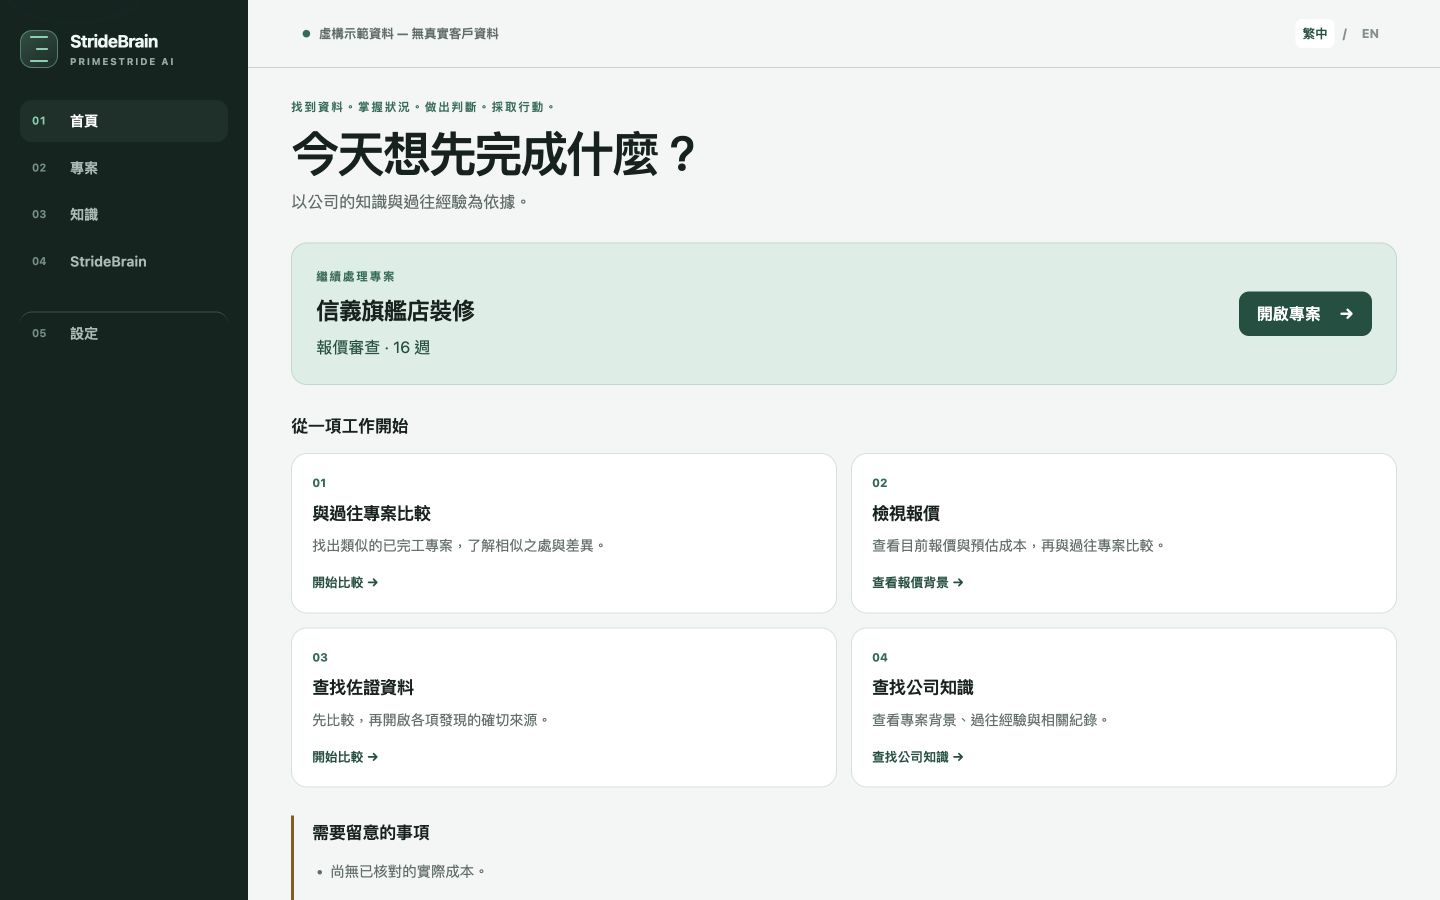 StrideBrain
PRIMESTRIDE AI
01 首頁
02 專案
03 知識
04 StrideBrain
05 設定
虛構示範資料 — 無真實客戶資料
繁中 / EN
找到資料。掌握狀況。做出判斷。採取行動。
今天想先完成什麼？
以公司的知識與過往經驗為依據。
繼續處理專案
信義旗艦店裝修
報價審查 · 16 週
開啟專案 →
從一項工作開始
01
與過往專案比較
找出類似的已完工專案，了解相似之處與差異。
開始比較 →
02
檢視報價
查看目前報價與預估成本，再與過往專案比較。
查看報價背景 →
03
查找佐證資料
先比較，再開啟各項發現的確切來源。
開始比較 →
04
查找公司知識
查看專案背景、過往經驗與相關紀錄。
查找公司知識 →
需要留意的事項
• 尚無已核對的實際成本。